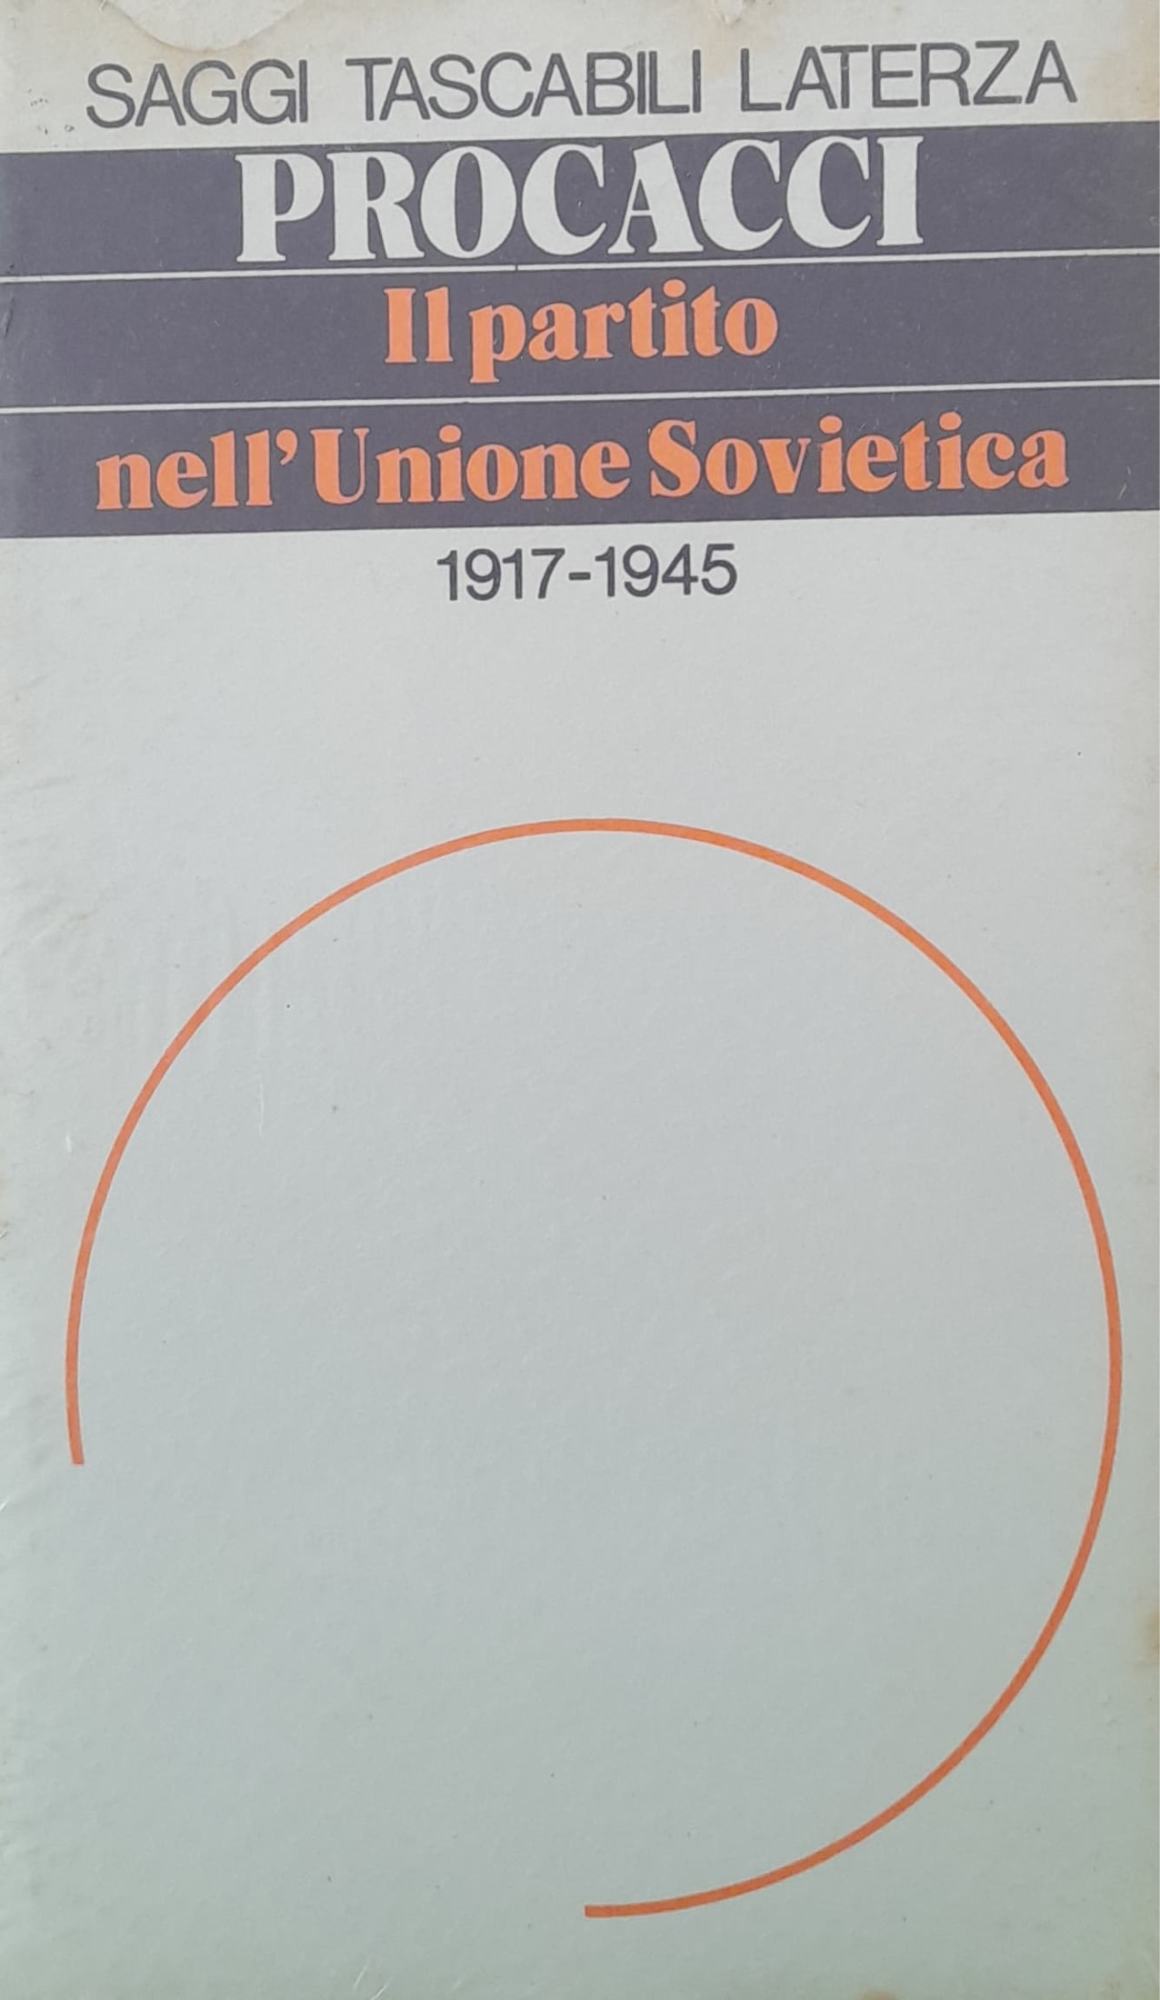 SAGGI TASCABILI LATERZA
PROCACCI
Il partito
nell'Unione Sovietica
1917-1945